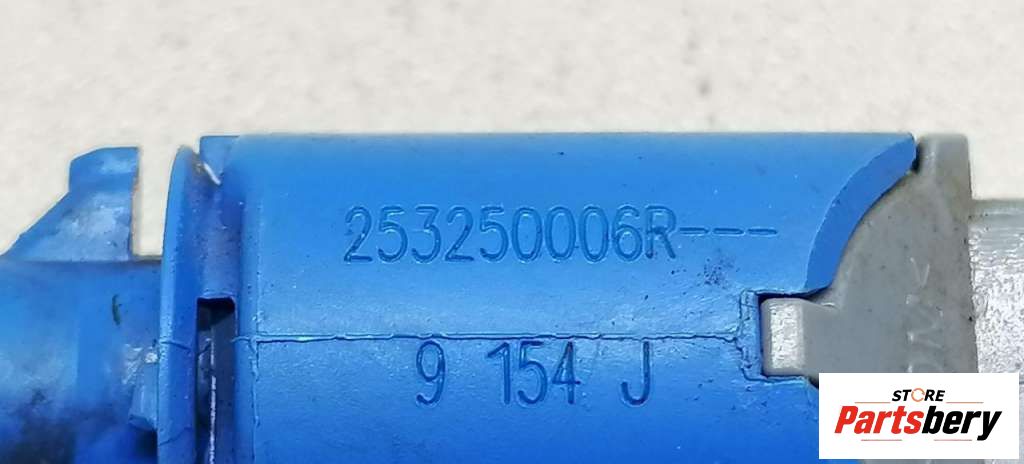 253250006R---
9 154 J
STORE
Partsbery